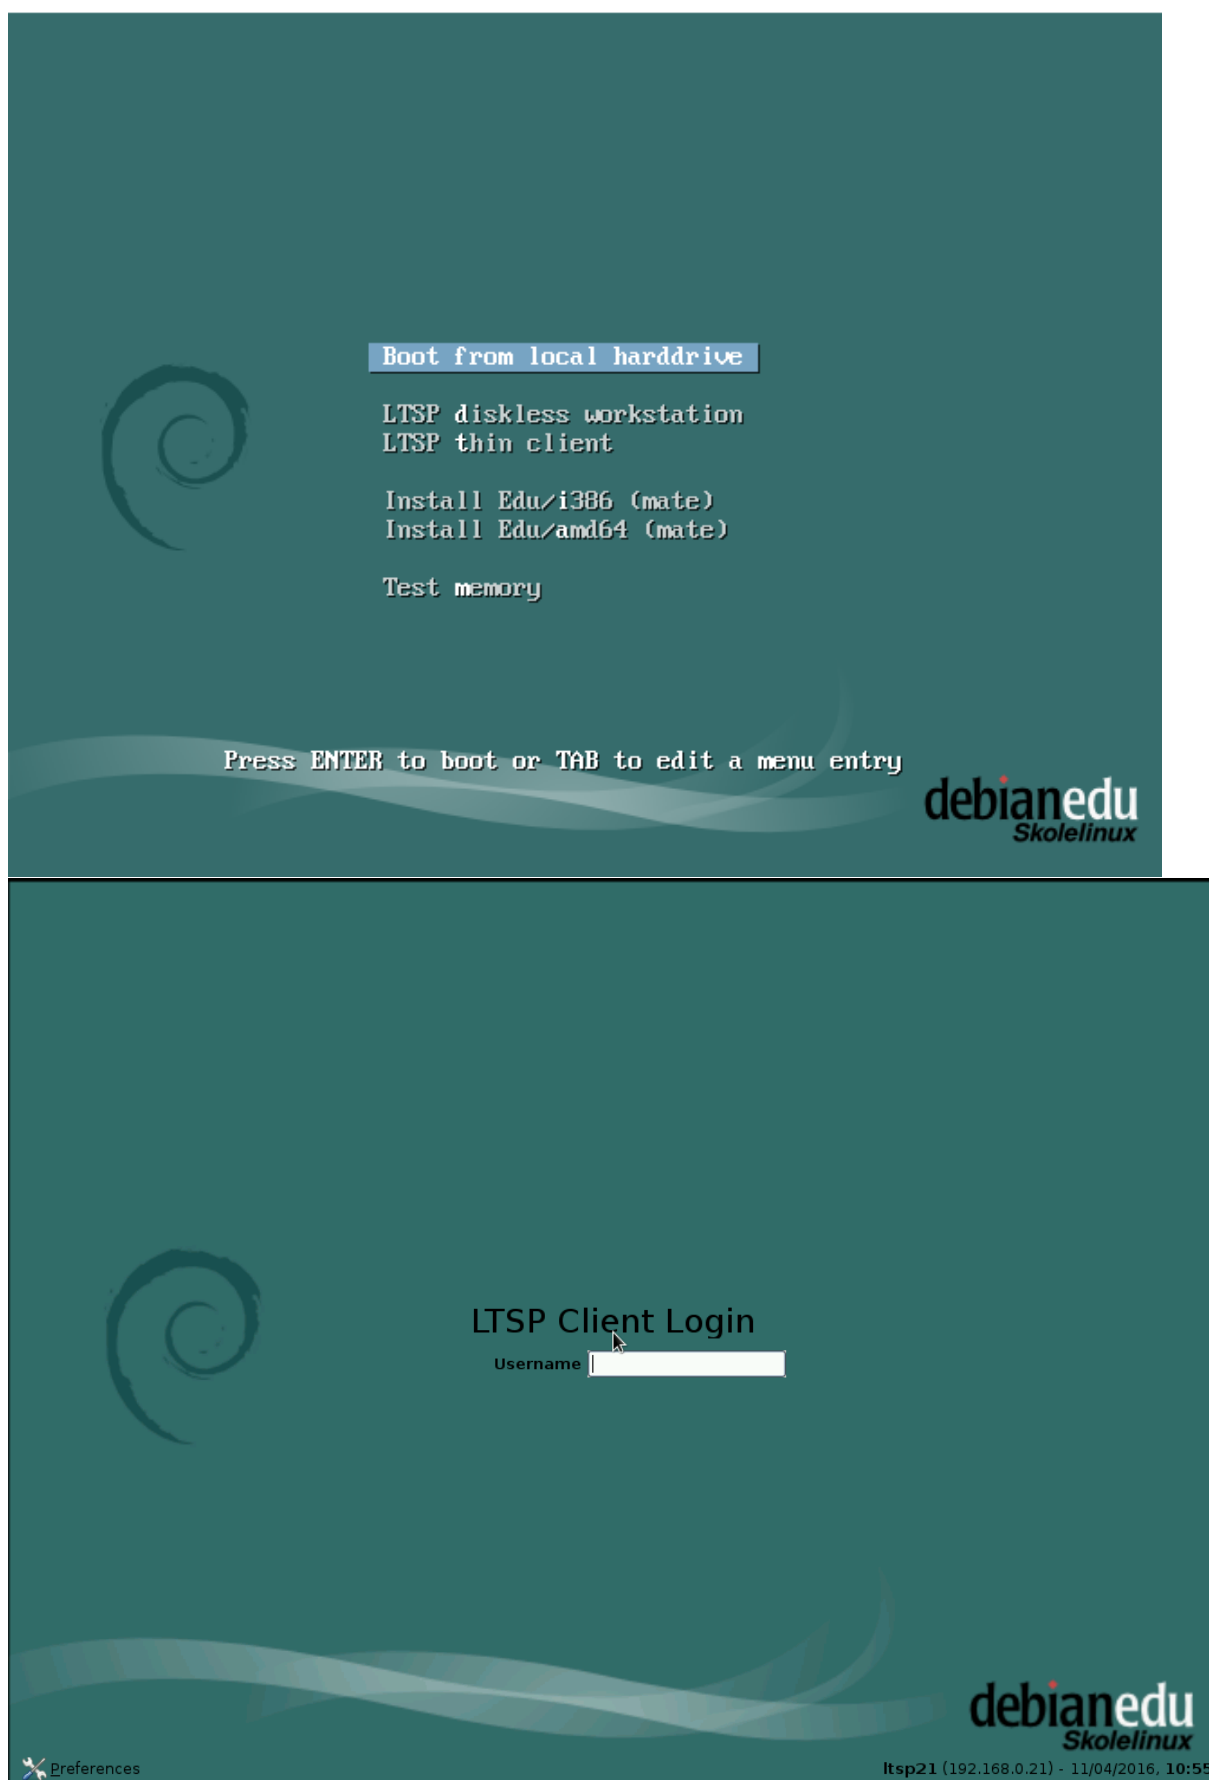 Boot from local harddrive
LTSP diskless workstation
LTSP thin client
Install Edu/i386 (mate)
Install Edu/amd64 (mate)
Test memory
Press ENTER to boot or TAB to edit a menu entry
debianedu
Skolelinux
LTSP Client Login
Username
debianedu
Skolelinux
Preferences
ltsp21 (192.168.0.21) - 11/04/2016, 10:55